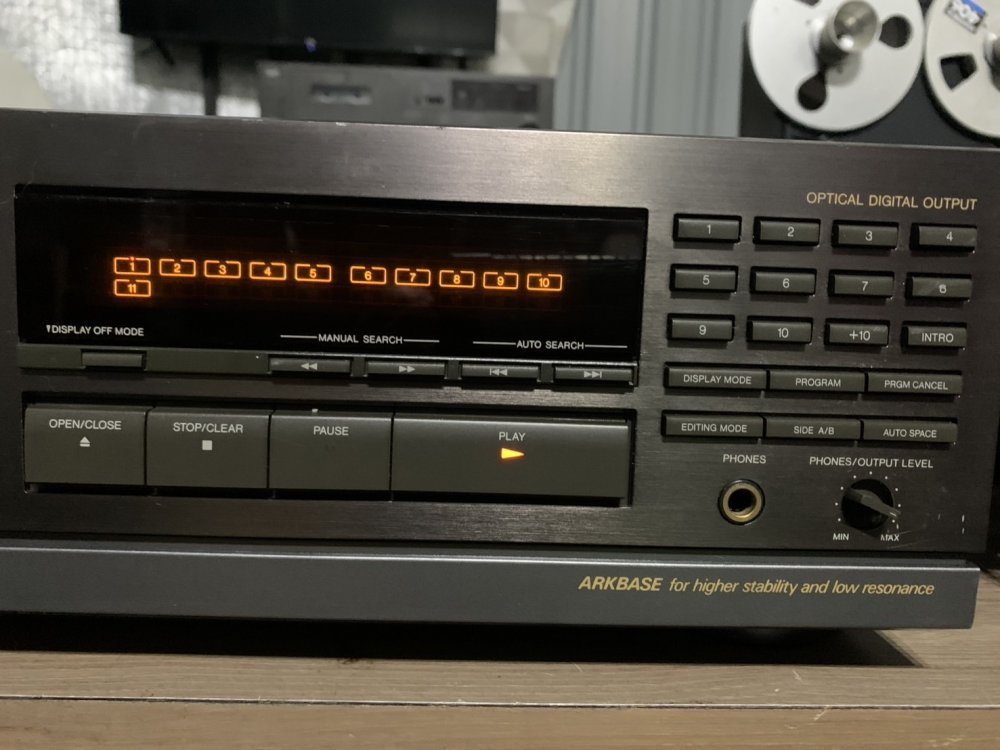 OPTICAL DIGITAL OUTPUT
1 2 3 4
1 2 3 4 5 6 7 8 9 10
11
5 6 7 8
9 10 +10 INTRO
DISPLAY OFF MODE
MANUAL SEARCH
AUTO SEARCH
DISPLAY MODE PROGRAM PRGM CANCEL
OPEN/CLOSE STOP/CLEAR PAUSE PLAY
EDITING MODE SIDE A/B AUTO SPACE
PHONES PHONES/OUTPUT LEVEL
MIN MAX
ARKBASE for higher stability and low resonance